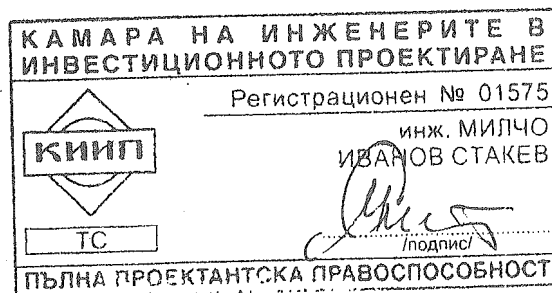 КАМАРА НА ИНЖЕНЕРИТЕ В
ИНВЕСТИЦИОННОТО ПРОЕКТИРАНЕ
Регистрационен № 01575
КИИП
инж. МИЛЧО
ИВАНОВ СТАКЕВ
ТС
/подпис/
ПЪЛНА ПРОЕКТАНТСКА ПРАВОСПОСОБНОСТ